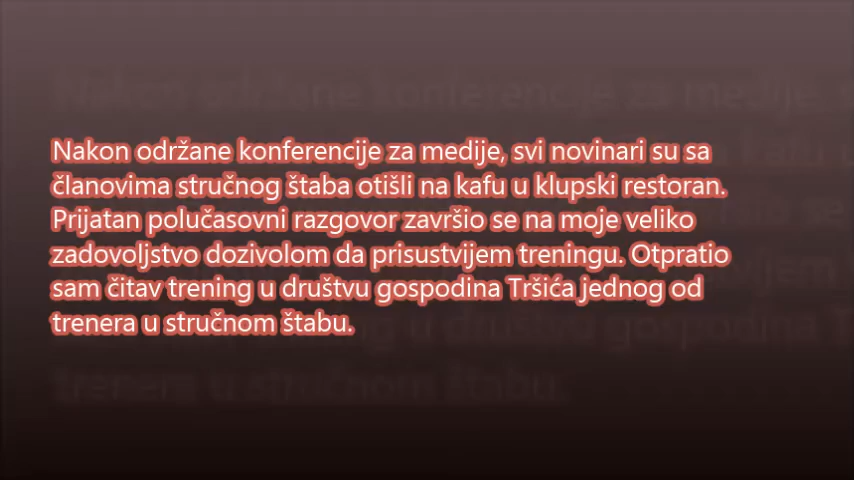 Nakon održane konferencije za medije, svi novinari su sa
članovima stručnog štaba otišli na kafu u klupski restoran.
Prijatan polučasovni razgovor završio se na moje veliko
zadovoljstvo dozivolom da prisustvijem treningu. Otpratio
sam čitav trening u društvu gospodina Tršića jednog od
trenera u stručnom štabu.